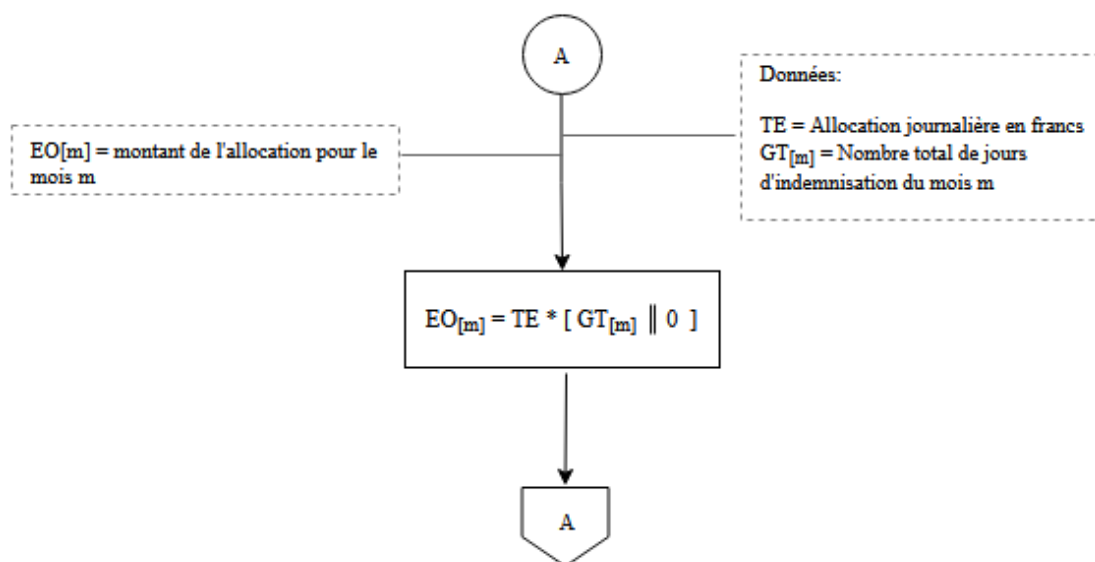 A
Données:
TE = Allocation journalière en francs
GT[m] = Nombre total de jours
d'indemnisation du mois m
EO[m] = montant de l'allocation pour le
mois m
EO[m] = TE * [ GT[m] || 0 ]
A